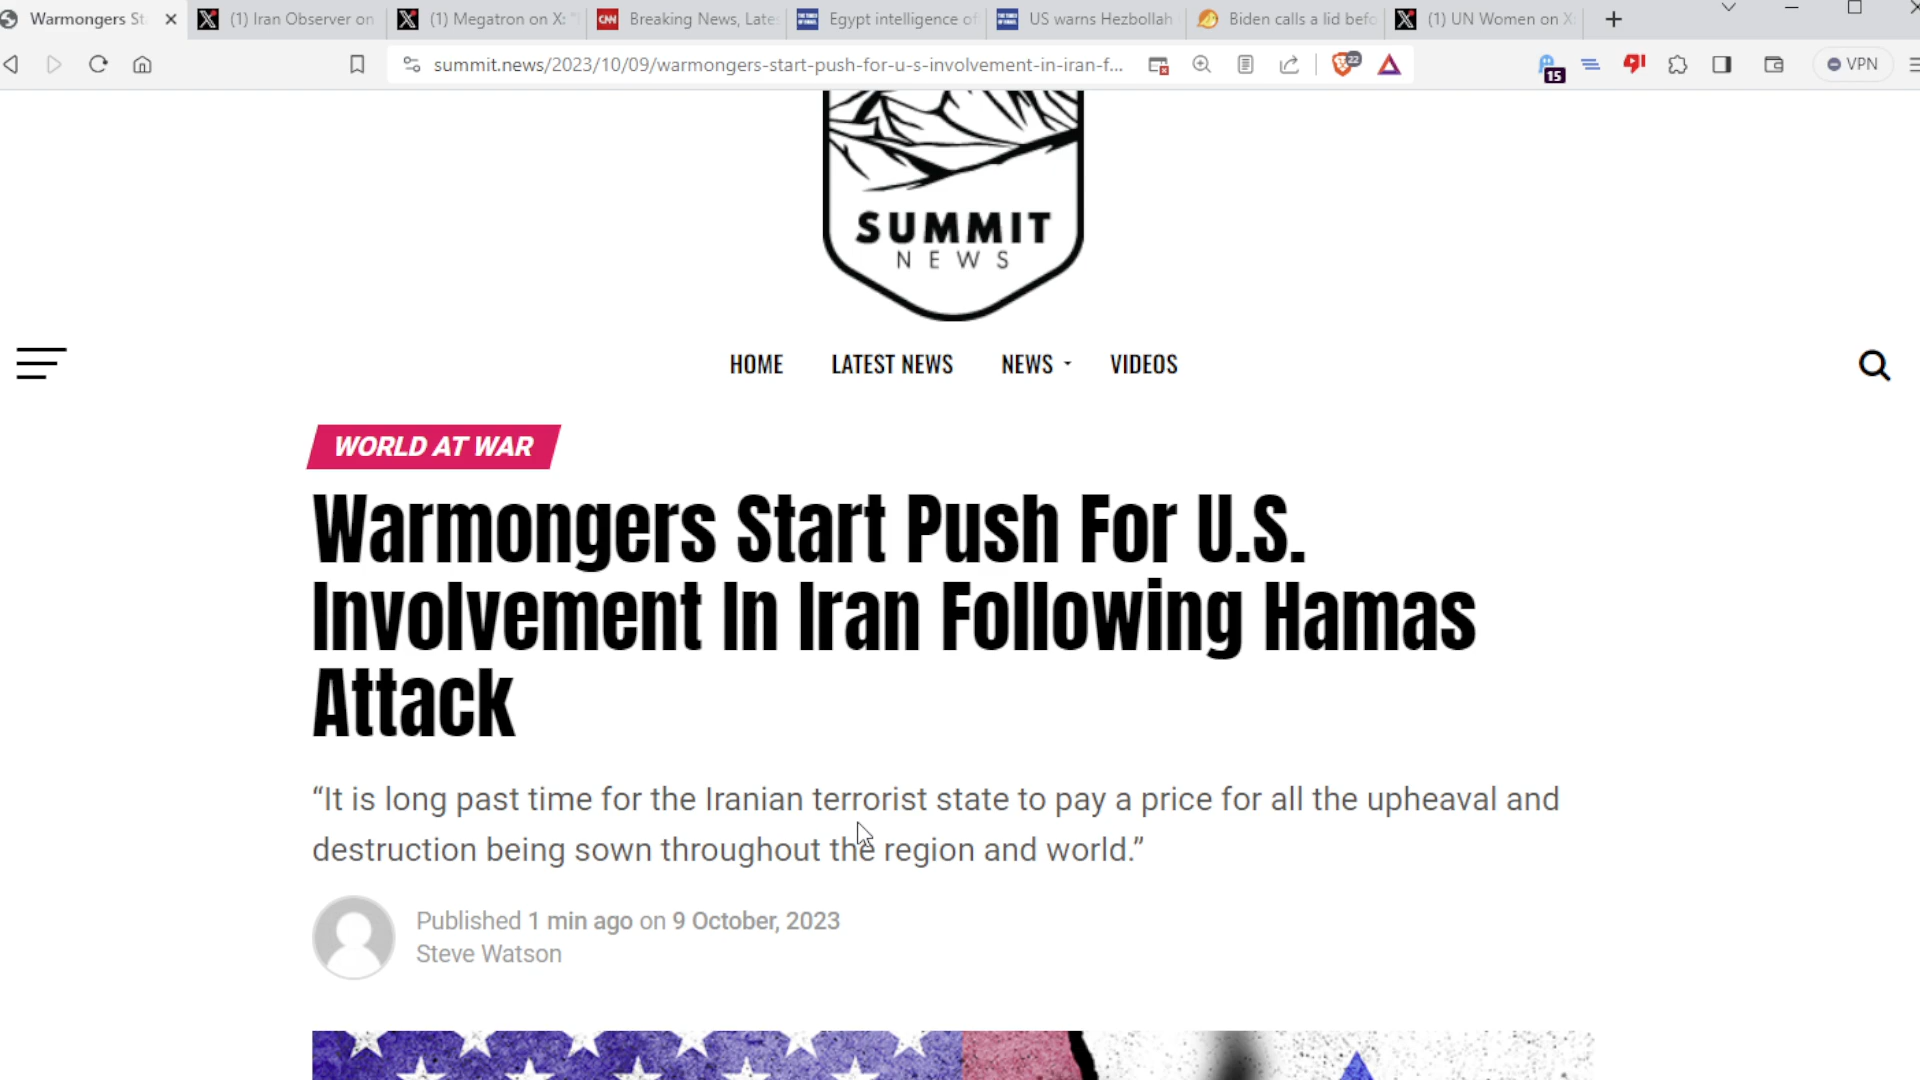 Warmongers St
(1) Iran Observer on
(1) Megatron on X: "
CNN
Breaking News, Late
Egypt intelligence of
US warns Hezbollah
Biden calls a lid befo
(1) UN Women on X
summit.news/2023/10/09/warmongers-start-push-for-u-s-involvement-in-iran-f...
22
15
VPN
SUMMIT
NEWS
HOME
LATEST NEWS
NEWS
VIDEOS
WORLD AT WAR
Warmongers Start Push For U.S.
Involvement In Iran Following Hamas
Attack
“It is long past time for the Iranian terrorist state to pay a price for all the upheaval and
destruction being sown throughout the region and world.”
Published 1 min ago on 9 October, 2023
Steve Watson